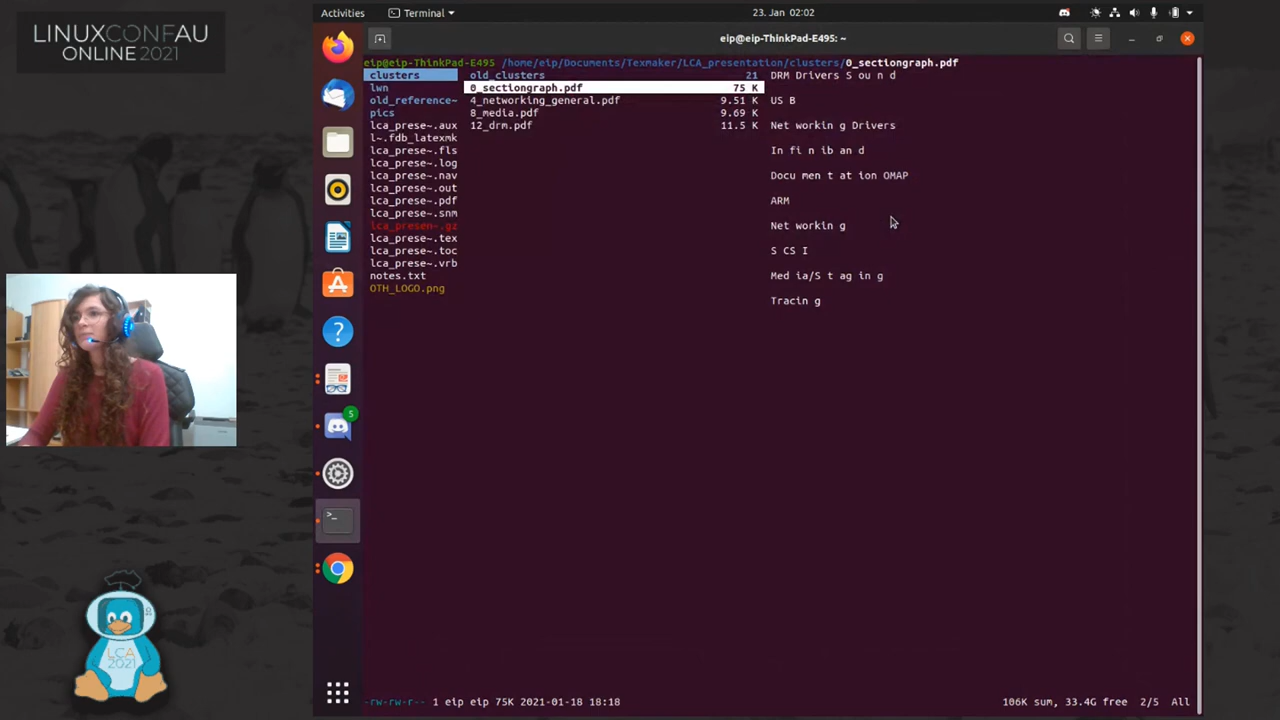 LINUXCONFAU
ONLINE 2021
Activities
Terminal
23. Jan 02:02
eip@eip-ThinkPad-E495: ~
eip@eip-ThinkPad-E495 /home/eip/Documents/Texmaker/LCA_presentation/clusters/0_sectiongraph.pdf
clusters
lwn
old_reference~
pics
lca_prese~.aux
l~.fdb_latexmk
lca_prese~.fls
lca_prese~.log
lca_prese~.nav
lca_prese~.out
lca_prese~.pdf
lca_prese~.snm
lca_presen~.gz
lca_prese~.tex
lca_prese~.toc
lca_prese~.vrb
notes.txt
OTH_LOGO.png
old_clusters 21
0_sectiongraph.pdf 75 K
4_networking_general.pdf 9.51 K
8_media.pdf 9.69 K
12_drm.pdf 11.5 K
DRM Drivers S ou n d
US B
Net workin g Drivers
In fi n ib an d
Docu men t at ion OMAP
ARM
Net workin g
S CS I
Med ia/S t ag in g
Tracin g
5
>_
LCA
2021
-rw-rw-r-- 1 eip eip 75K 2021-01-18 18:18
106K sum, 33.4G free 2/5 All